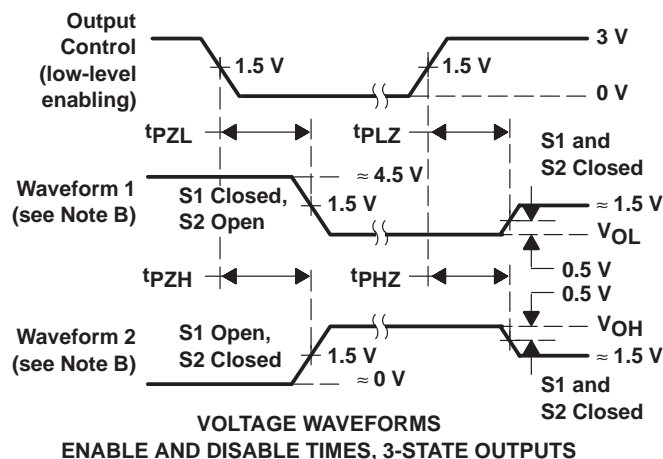 Output
Control
(low-level
enabling)
1.5 V
1.5 V
3 V
0 V
tPZL
tPLZ
S1 and
S2 Closed
Waveform 1
(see Note B)
S1 Closed,
S2 Open
≈ 4.5 V
1.5 V
≈ 1.5 V
VOL
0.5 V
tPZH
tPHZ
0.5 V
Waveform 2
(see Note B)
S1 Open,
S2 Closed
1.5 V
≈ 0 V
VOH
≈ 1.5 V
S1 and
S2 Closed
VOLTAGE WAVEFORMS
ENABLE AND DISABLE TIMES, 3-STATE OUTPUTS